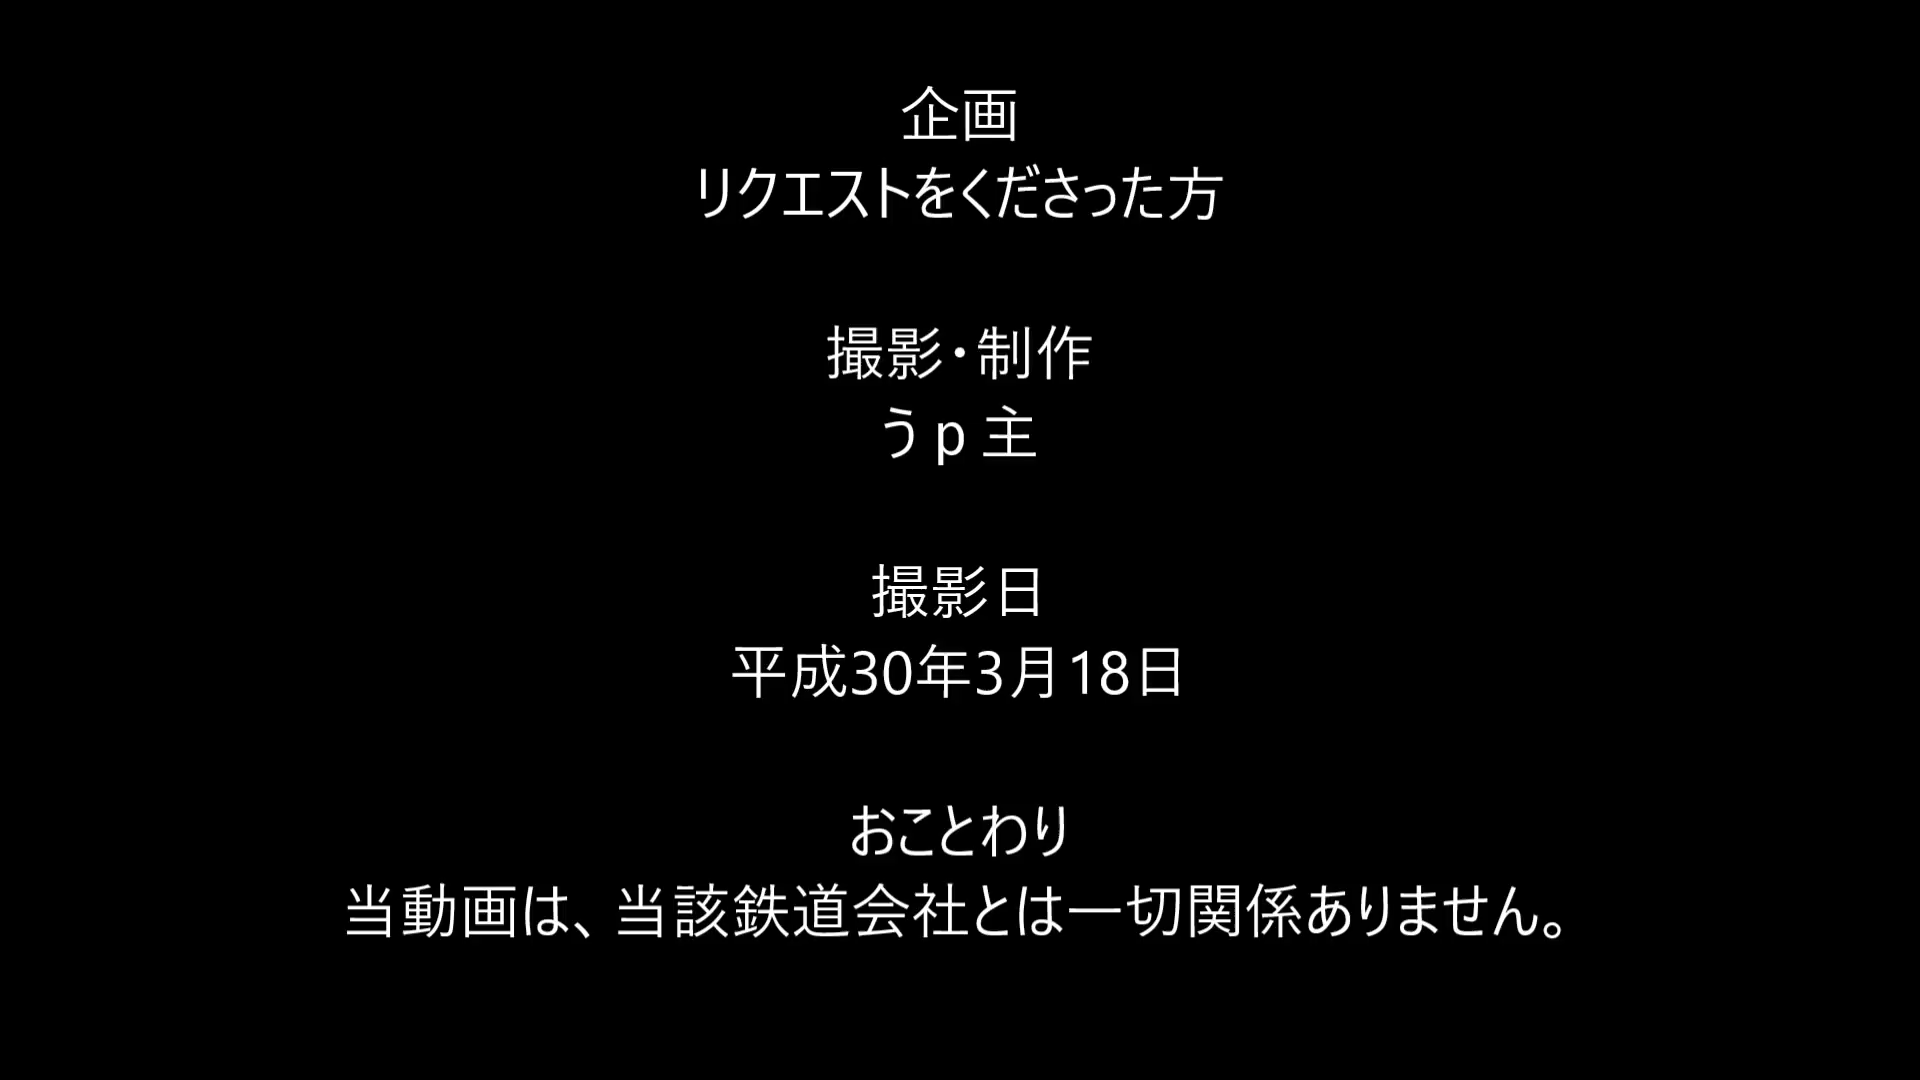 企画
リクエストをくださった方
撮影・制作
うｐ主
撮影日
平成30年3月18日
おことわり
当動画は、当該鉄道会社とは一切関係ありません。